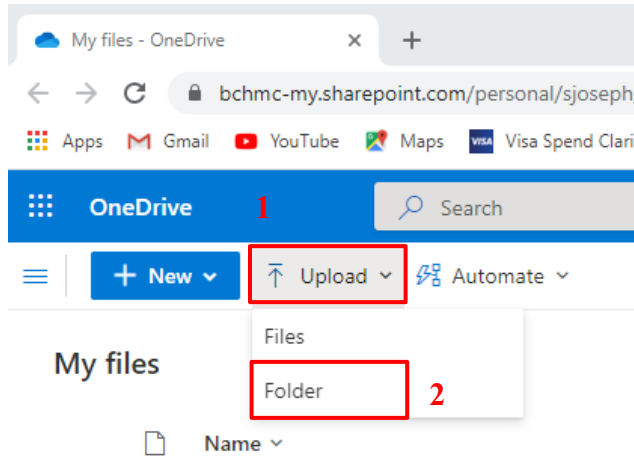 My files - OneDrive
bchmc-my.sharepoint.com/personal/sjoseph
Apps Gmail YouTube Maps VISA Visa Spend Clari
OneDrive 1 Search
+ New Upload Automate
Files
My files
Folder 2
Name